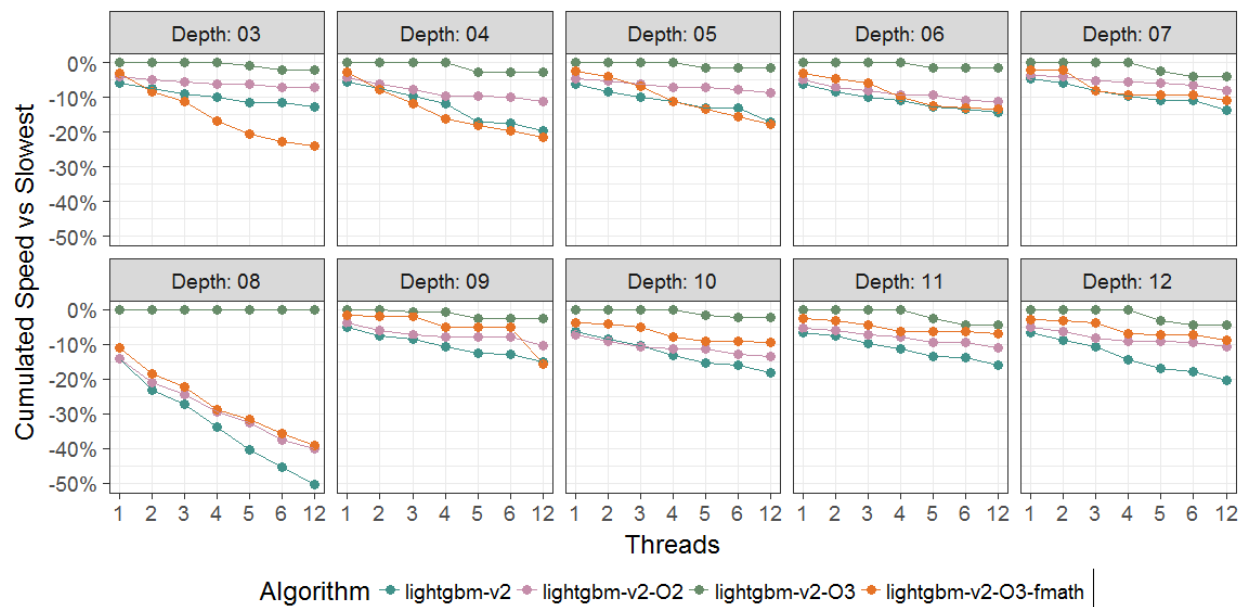 Depth: 03 Depth: 04 Depth: 05 Depth: 06 Depth: 07
0%
-10%
-20%
-30%
-40%
-50%
Depth: 08 Depth: 09 Depth: 10 Depth: 11 Depth: 12
0%
-10%
-20%
-30%
-40%
-50%
Cumulated Speed vs Slowest
1 2 3 4 5 6 12 1 2 3 4 5 6 12 1 2 3 4 5 6 12 1 2 3 4 5 6 12 1 2 3 4 5 6 12
Threads
Algorithm lightgbm-v2 lightgbm-v2-O2 lightgbm-v2-O3 lightgbm-v2-O3-fmath